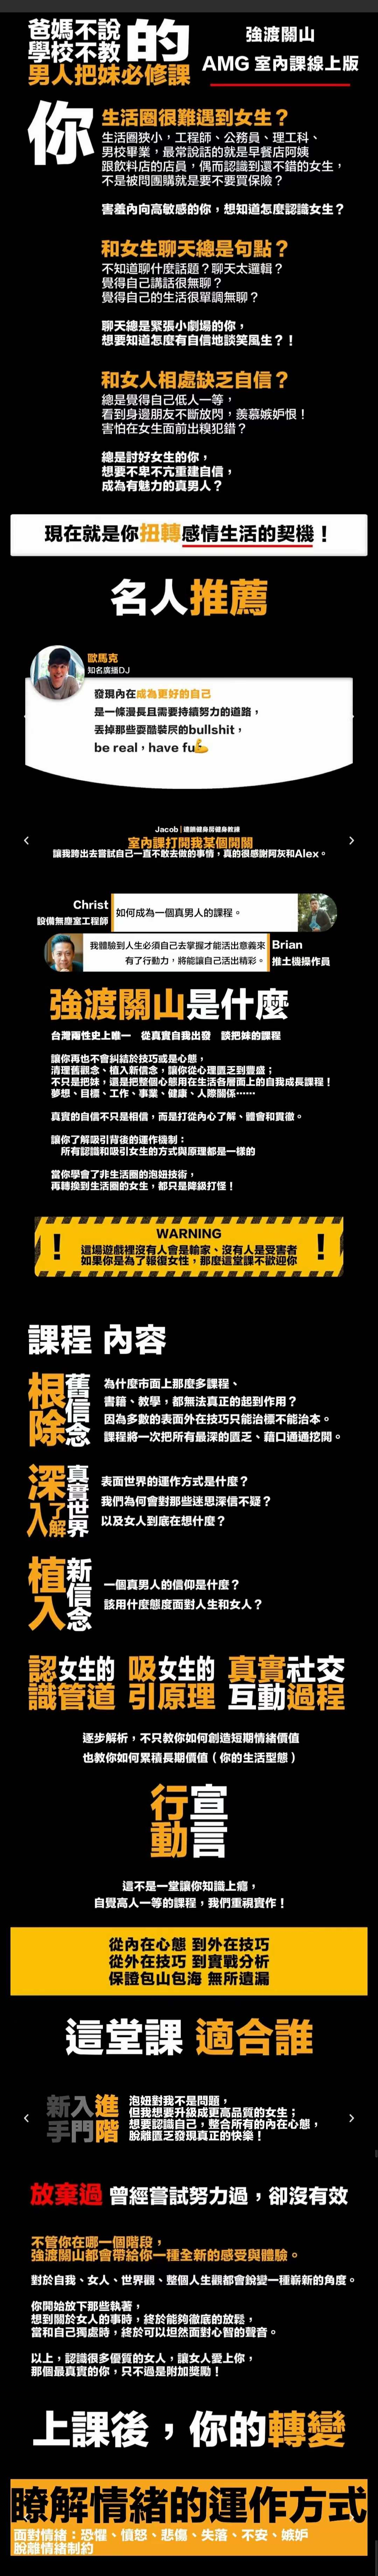 爸媽不說
學校不教
的
男人把妹必修課
強渡關山
AMG 室內課線上版
你
生活圈很難遇到女生？
生活圈狹小，工程師、公務員、理工科、
男校畢業，最常說話的就是早餐店阿姨
跟飲料店的店員，偶而認識到還不錯的女生，
不是被問團購就是要不要買保險？
害羞內向高敏感的你，想知道怎麼認識女生？
和女生聊天總是句點？
不知道聊什麼話題？聊天太邏輯？
覺得自己講話很無聊？
覺得自己的生活很單調無聊？
聊天總是緊張小劇場的你，
想要知道怎麼有自信地談笑風生？！
和女人相處缺乏自信？
總是覺得自己低人一等，
看到身邊朋友不斷放閃，羨慕嫉妒恨！
害怕在女生面前出糗犯錯？
總是討好女生的你，
想要不卑不亢重建自信，
成為有魅力的真男人？
現在就是你扭轉感情生活的契機！
名人推薦
歐馬克
知名廣播DJ
發現內在成為更好的自己
是一條漫長且需要持續努力的道路，
丟掉那些耍酷裝屄的bullshit，
be real，have fu💪
Jacob｜連鎖健身房健身教練
室內課打開我某個開關
讓我跨出去嘗試自己一直不敢去做的事情，真的很感謝阿灰和Alex。
Christ
設備無塵室工程師
如何成為一個真男人的課程。
我體驗到人生必須自己去掌握才能活出意義來
有了行動力，將能讓自己活出精彩。
Brian
推土機操作員
強渡關山是什麼
台灣兩性史上唯一 從真實自我出發 談把妹的課程
讓你再也不會糾結於技巧或是心態，
清理舊觀念、植入新信念，讓你從心理匱乏到豐盛；
不只是把妹，還是把整個心態用在生活各層面上的自我成長課程！
夢想、目標、工作、事業、健康、人際關係⋯⋯
真實的自信不只是相信，而是打從內心了解、體會和貫徹。
讓你了解吸引背後的運作機制：
所有認識和吸引女生的方式與原理都是一樣的
當你學會了非生活圈的泡妞技術，
再轉換到生活圈的女生，都只是降級打怪！
WARNING
! 這場遊戲裡沒有人會是輸家、沒有人是受害者 !
如果你是為了報復女性，那麼這堂課不歡迎你
課程 內容
根除舊信念
為什麼市面上那麼多課程、
書籍、教學，都無法真正的起到作用？
因為多數的表面外在技巧只能治標不能治本。
課程將一次把所有最深的匱乏、藉口通通挖開。
深入了解真實世界
表面世界的運作方式是什麼？
我們為何會對那些迷思深信不疑？
以及女人到底在想什麼？
植入新信念
一個真男人的信仰是什麼？
該用什麼態度面對人生和女人？
認識女生的管道
吸引女生的原理
真實社交互動過程
逐步解析，不只教你如何創造短期情緒價值
也教你如何累積長期價值（你的生活型態）
行動宣言
這不是一堂讓你知識上癮，
自覺高人一等的課程，我們重視實作！
從內在心態 到外在技巧
從外在技巧 到實戰分析
保證包山包海 無所遺漏
這堂課 適合誰
新手
入門
進階
泡妞對我不是問題，
但我想要升級成更高品質的女生；
想要認識自己，整合所有的內在心態，
脫離匱乏發現真正的快樂！
放棄過 曾經嘗試努力過，卻沒有效
不管你在哪一個階段，
強渡關山都會帶給你一種全新的感受與體驗。
對於自我、女人、世界觀、整個人生觀都會銳變一種嶄新的角度。
你開始放下那些執著，
想到關於女人的事時，終於能夠徹底的放鬆，
當和自己獨處時，終於可以坦然面對心智的聲音。
以上，認識很多優質的女人，讓女人愛上你，
那個最真實的你，只不過是附加獎勵！
上課後，你的轉變
瞭解情緒的運作方式
面對情緒：恐懼、憤怒、悲傷、失落、不安、嫉妒
脫離情緒制約